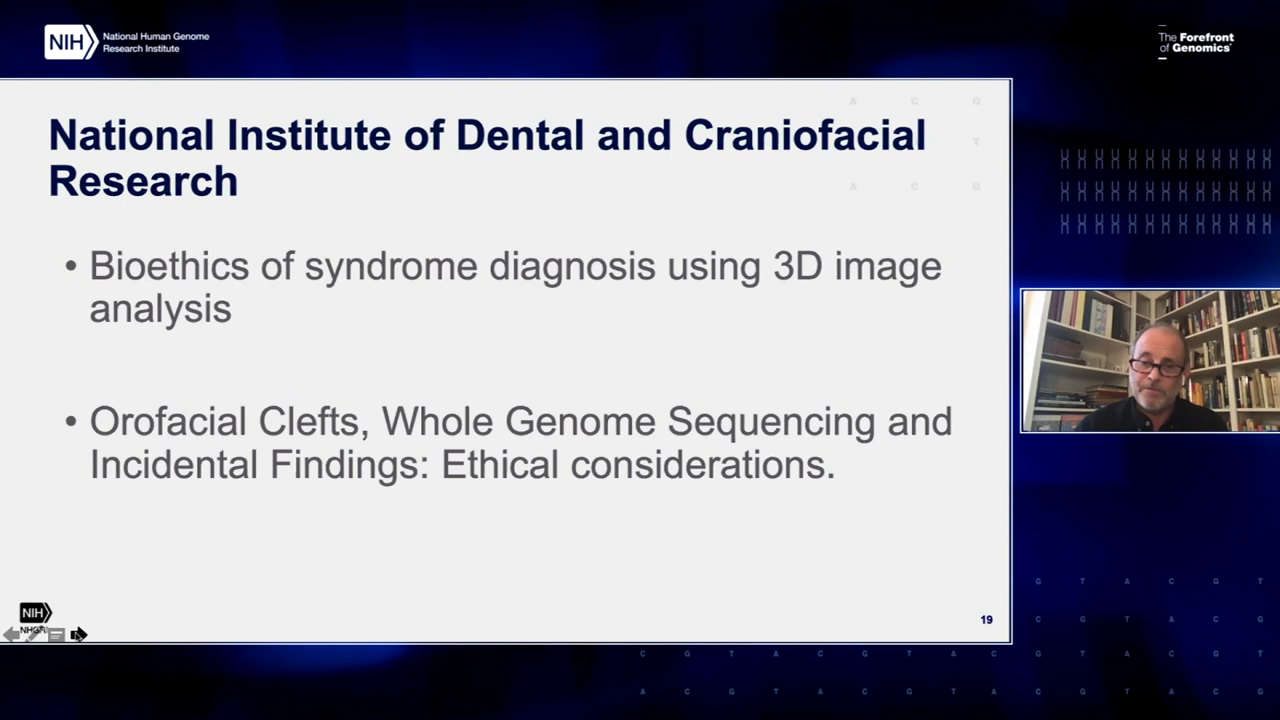 NIH
National Human Genome
Research Institute
The Forefront
of Genomics
A C G
National Institute of Dental and Craniofacial
T
Research
A C G
• Bioethics of syndrome diagnosis using 3D image
analysis
• Orofacial Clefts, Whole Genome Sequencing and
Incidental Findings: Ethical considerations.
G T A C G T
NIH
19
C G T A C G
C G T A C G T A C G T A C G T
A C G T A C G T A C G T A C G